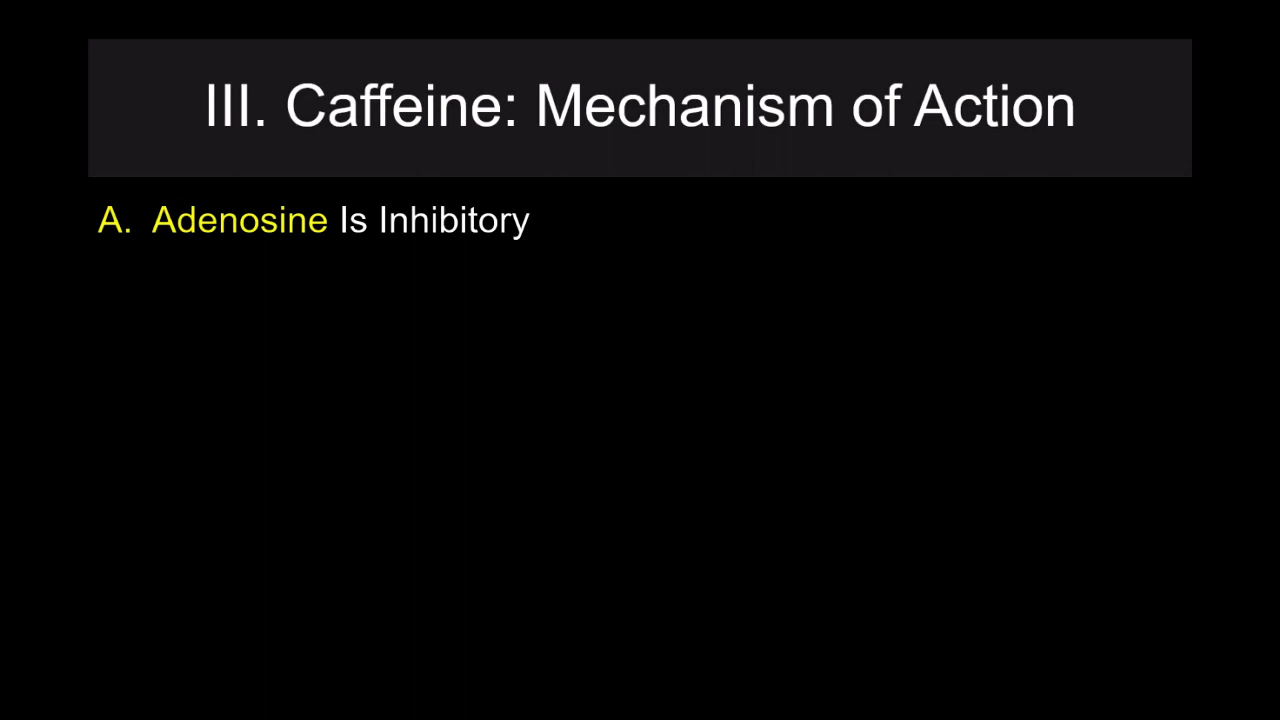 III. Caffeine: Mechanism of Action
A. Adenosine Is Inhibitory